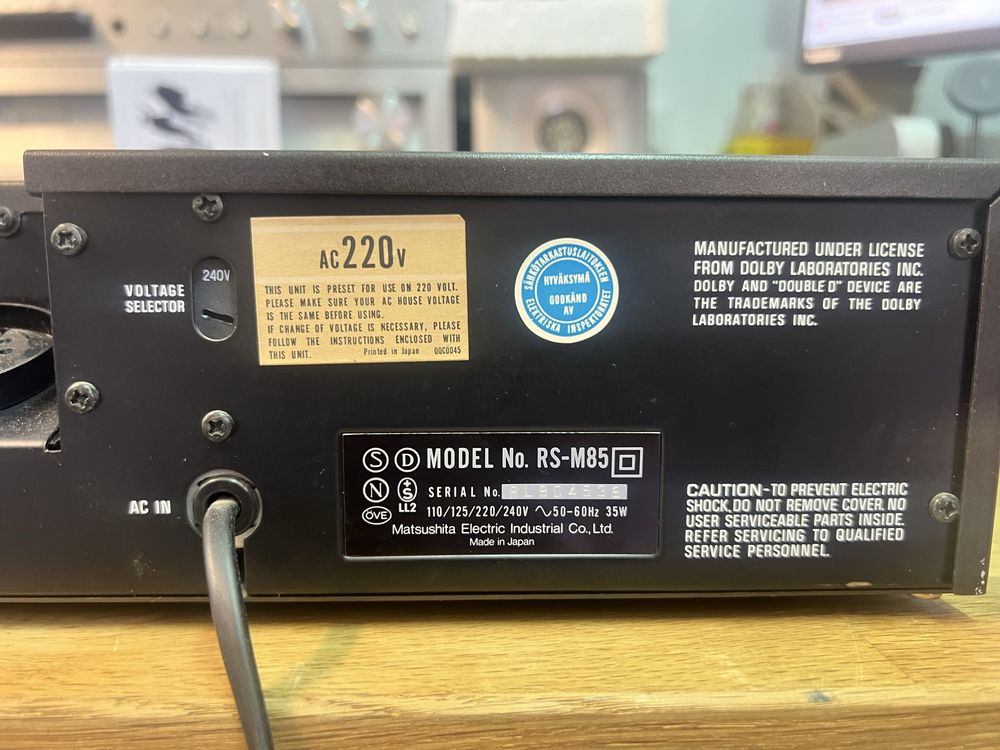 VOLTAGE
SELECTOR
240V
AC 220V
THIS UNIT IS PRESET FOR USE ON 220 VOLT.
PLEASE MAKE SURE YOUR AC HOUSE VOLTAGE
IS THE SAME BEFORE USING.
IF CHANGE OF VOLTAGE IS NECESSARY, PLEASE
FOLLOW THE INSTRUCTIONS ENCLOSED WITH
THIS UNIT. Printed in Japan QQC0045
SÄHKÖTARKASTUSLAITOKSEN
HYVÄKSYMÄ
GODKÄND
AV
ELEKTRISKA INSPEKTORATET
MANUFACTURED UNDER LICENSE
FROM DOLBY LABORATORIES INC.
DOLBY AND "DOUBLE D" DEVICE ARE
THE TRADEMARKS OF THE DOLBY
LABORATORIES INC.
AC IN
S D MODEL No. RS-M85
N +S SERIAL No.
LL2
ÖVE 110/125/220/240V ~50-60Hz 35W
Matsushita Electric Industrial Co., Ltd.
Made in Japan
CAUTION-TO PREVENT ELECTRIC
SHOCK, DO NOT REMOVE COVER. NO
USER SERVICEABLE PARTS INSIDE.
REFER SERVICING TO QUALIFIED
SERVICE PERSONNEL.